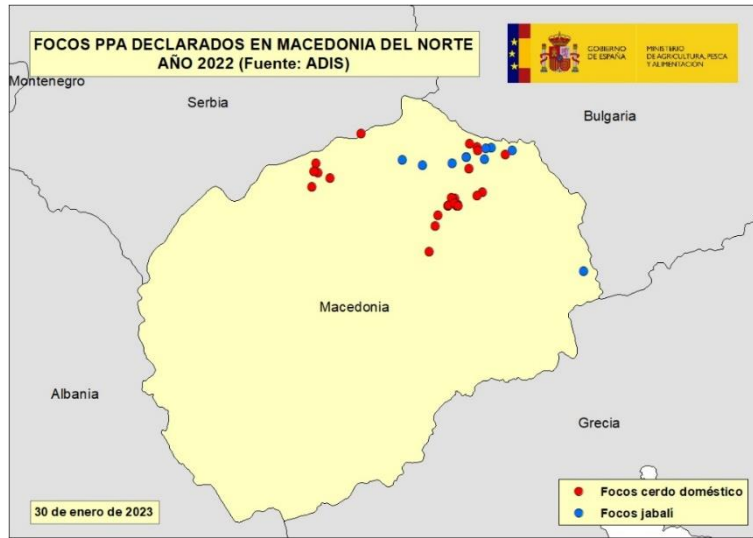 FOCOS PPA DECLARADOS EN MACEDONIA DEL NORTE
AÑO 2022 (Fuente: ADIS)
GOBIERNO
DE ESPAÑA
MINISTERIO
DE AGRICULTURA, PESCA
Y ALIMENTACIÓN
Montenegro
Serbia
Bulgaria
Macedonia
Albania
Grecia
Focos cerdo doméstico
Focos jabalí
30 de enero de 2023